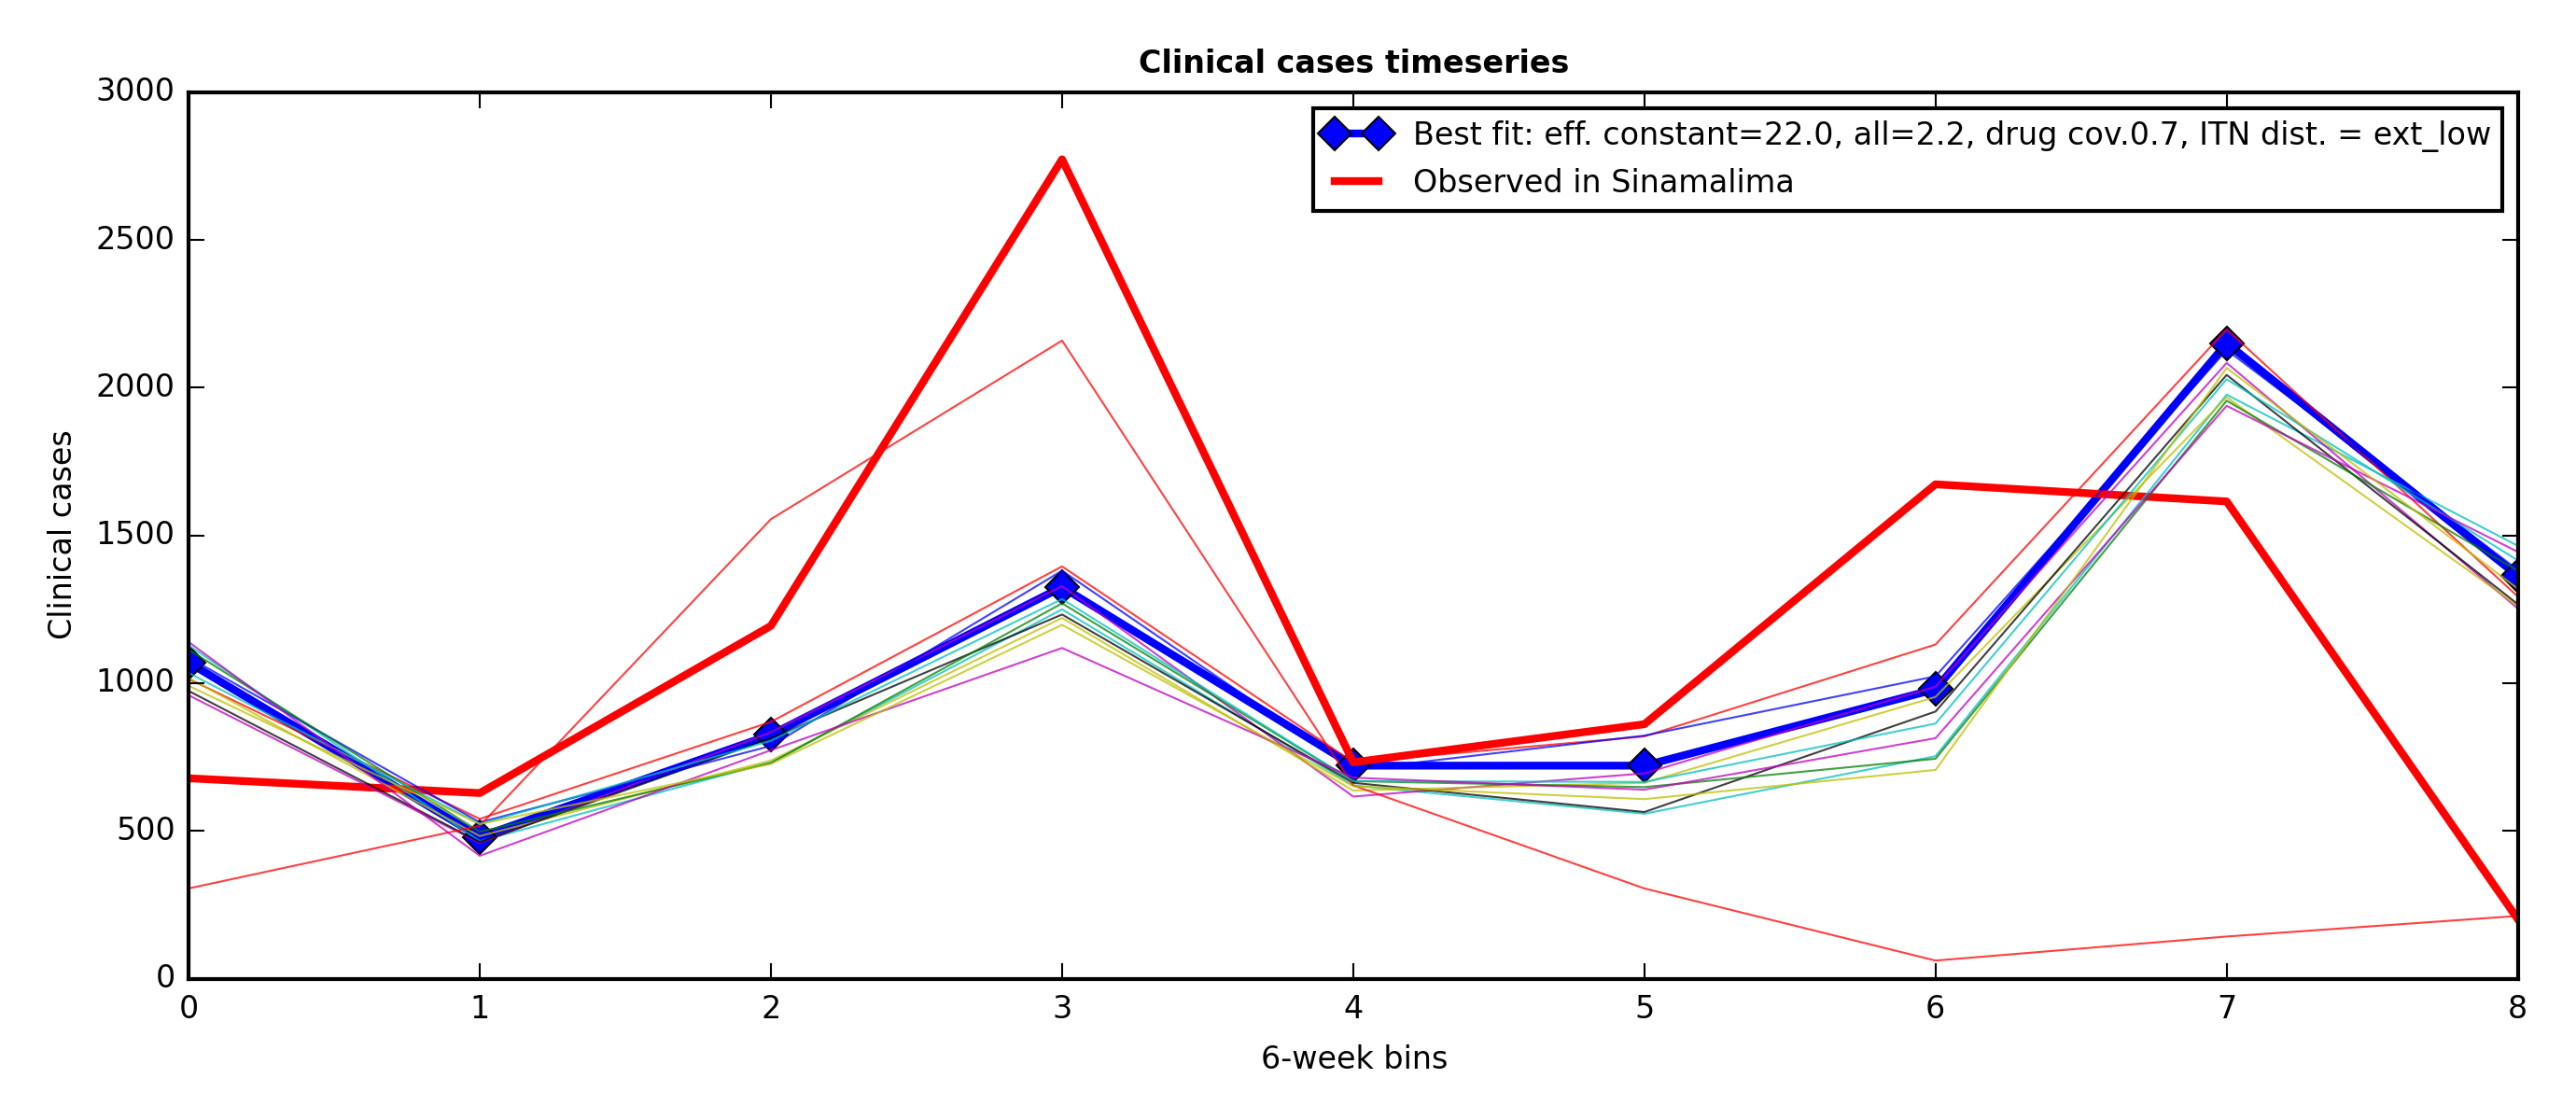 Clinical cases timeseries
3000
2500
2000
1500
1000
500
0
Clinical cases
Best fit: eff. constant=22.0, all=2.2, drug cov.0.7, ITN dist. = ext_low
Observed in Sinamalima
0 1 2 3 4 5 6 7 8
6-week bins